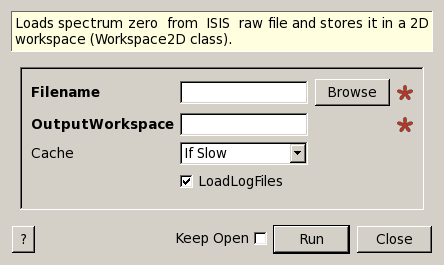 Loads spectrum zero from ISIS raw file and stores it in a 2D
workspace (Workspace2D class).
Filename
Browse *
OutputWorkspace
*
Cache
If Slow
LoadLogFiles
?
Keep Open
Run
Close